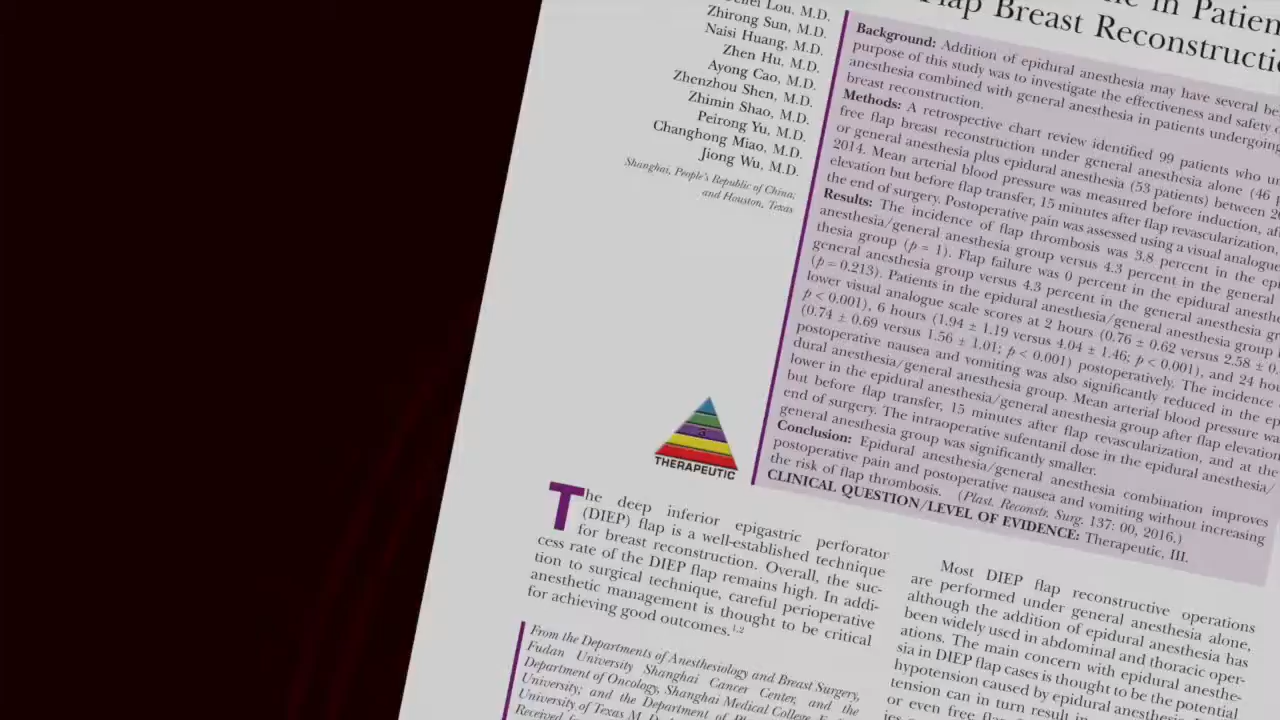 in Patien
Flap Breast Reconstructi
Lou, M.D.
Zhirong Sun, M.D.
Naisi Huang, M.D.
Zhen Hu, M.D.
Ayong Cao, M.D.
Zhenzhou Shen, M.D.
Zhimin Shao, M.D.
Peirong Yu, M.D.
Changhong Miao, M.D.
Jiong Wu, M.D.
Shanghai, People's Republic of China;
and Houston, Texas
Background: Addition of epidural anesthesia may have several be
purpose of this study was to investigate the effectiveness and safety
anesthesia combined with general anesthesia in patients undergoing
breast reconstruction.
Methods: A retrospective chart review identified 99 patients who un
free flap breast reconstruction under general anesthesia alone (46 p
or general anesthesia plus epidural anesthesia (53 patients) between 2
2014. Mean arterial blood pressure was measured before induction, af
elevation but before flap transfer, 15 minutes after flap revascularization,
the end of surgery. Postoperative pain was assessed using a visual analogue
Results: The incidence of flap thrombosis was 3.8 percent in the epi
anesthesia/general anesthesia group versus 4.3 percent in the general
thesia group (p = 1). Flap failure was 0 percent in the epidural anesthe
general anesthesia group versus 4.3 percent in the general anesthesia gr
(p = 0.213). Patients in the epidural anesthesia/general anesthesia group
lower visual analogue scale scores at 2 hours (0.76 ± 0.62 versus 2.58 ± 0.
p < 0.001), 6 hours (1.94 ± 1.19 versus 4.04 ± 1.46; p < 0.001), and 24 hou
(0.74 ± 0.69 versus 1.56 ± 1.01; p < 0.001) postoperatively. The incidence
postoperative nausea and vomiting was also significantly reduced in the ep
dural anesthesia/general anesthesia group. Mean arterial blood pressure wa
lower in the epidural anesthesia/general anesthesia group after flap elevation
but before flap transfer, 15 minutes after flap revascularization, and at the
end of surgery. The intraoperative sufentanil dose in the epidural anesthesia/
general anesthesia group was significantly smaller.
Conclusion: Epidural anesthesia/general anesthesia combination improves
postoperative pain and postoperative nausea and vomiting without increasing
the risk of flap thrombosis. (Plast. Reconstr. Surg. 137: 00, 2016.)
CLINICAL QUESTION/LEVEL OF EVIDENCE: Therapeutic, III.
THERAPEUTIC
The deep inferior epigastric perforator
(DIEP) flap is a well-established technique
for breast reconstruction. Overall, the suc-
cess rate of the DIEP flap remains high. In addi-
tion to surgical technique, careful perioperative
anesthetic management is thought to be critical
for achieving good outcomes.1,2
From the Departments of Anesthesiology and Breast Surgery,
Fudan University Shanghai Cancer Center, and the
Department of Oncology, Shanghai Medical College,
University; and the Department of
University of Texas M. D.
Received
Most DIEP flap reconstructive operations
are performed under general anesthesia alone,
although the addition of epidural anesthesia has
been widely used in abdominal and thoracic oper-
ations. The main concern with epidural anesthe-
sia in DIEP flap cases is thought to be the potential
hypotension caused by epidural anesthesia
tension can in turn result in
or even free